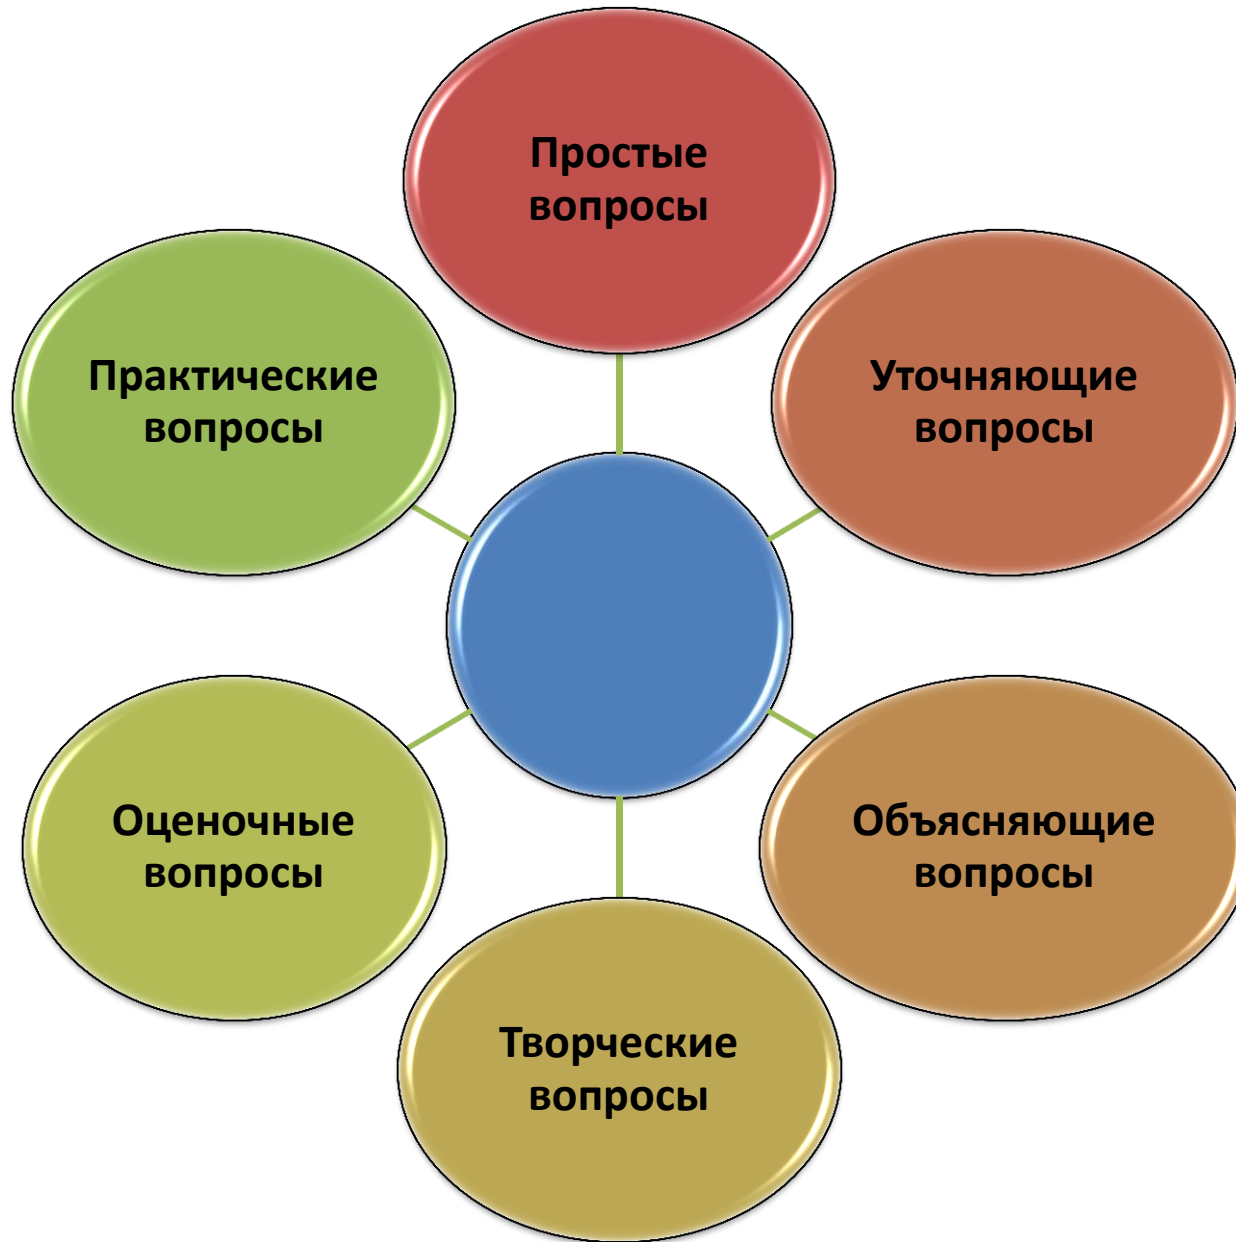 Простые
вопросы
Уточняющие
вопросы
Объясняющие
вопросы
Творческие
вопросы
Оценочные
вопросы
Практические
вопросы